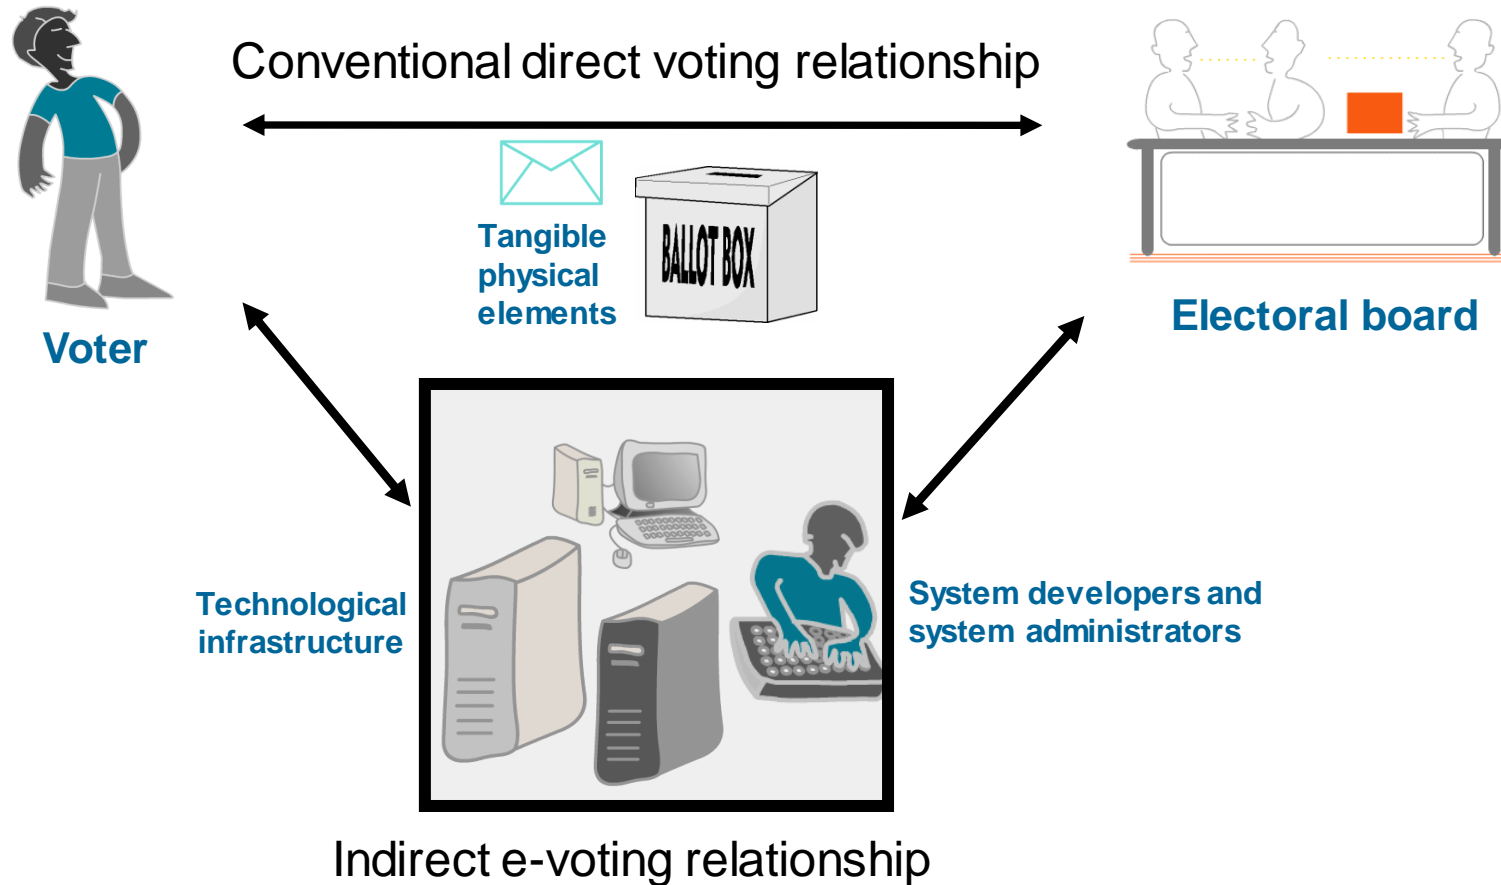 Conventional direct voting relationship
Tangible
physical
elements
BALLOT BOX
Voter
Electoral board
Technological
infrastructure
System developers and
system administrators
Indirect e-voting relationship